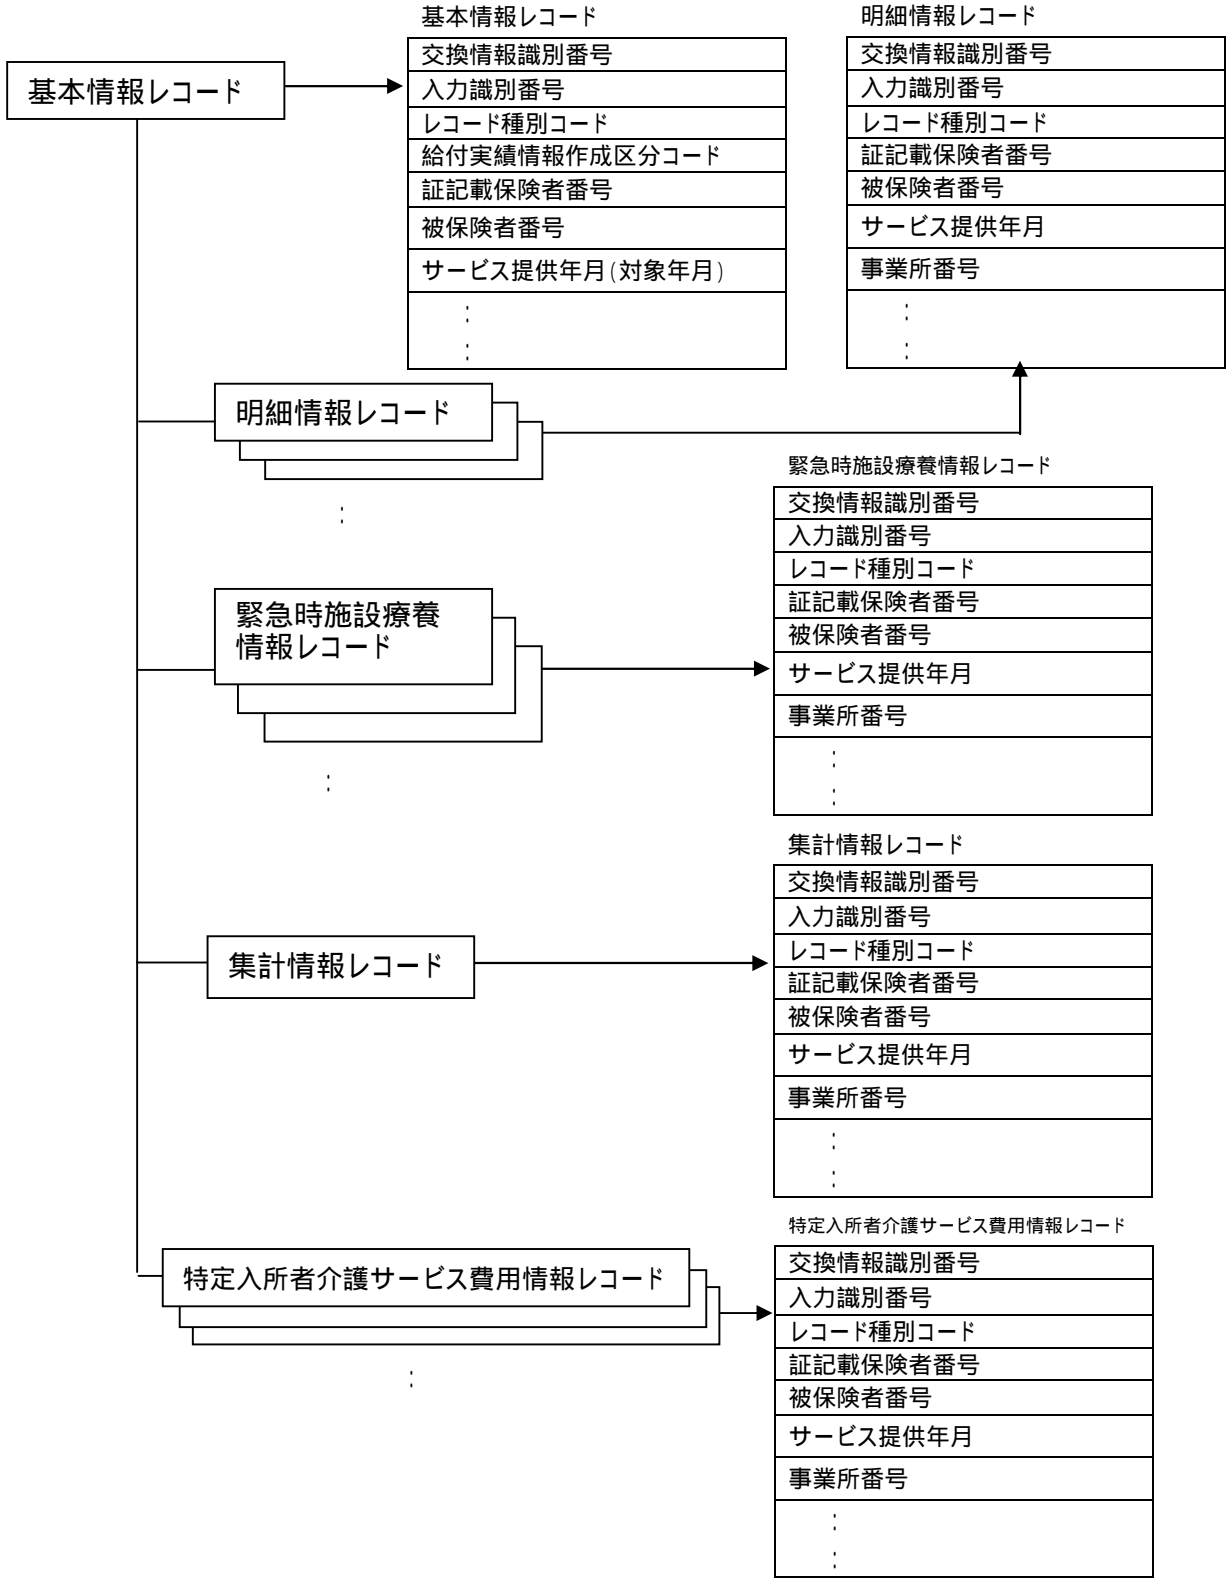 基本情報レコード
基本情報レコード
交換情報識別番号
入力識別番号
レコード種別コード
給付実績情報作成区分コード
証記載保険者番号
被保険者番号
サービス提供年月(対象年月)
:
:
明細情報レコード
交換情報識別番号
入力識別番号
レコード種別コード
証記載保険者番号
被保険者番号
サービス提供年月
事業所番号
:
:
明細情報レコード
:
緊急時施設療養情報レコード
交換情報識別番号
入力識別番号
レコード種別コード
証記載保険者番号
被保険者番号
サービス提供年月
事業所番号
:
:
緊急時施設療養
情報レコード
:
集計情報レコード
交換情報識別番号
入力識別番号
レコード種別コード
証記載保険者番号
被保険者番号
サービス提供年月
事業所番号
:
:
集計情報レコード
特定入所者介護サービス費用情報レコード
交換情報識別番号
入力識別番号
レコード種別コード
証記載保険者番号
被保険者番号
サービス提供年月
事業所番号
:
:
特定入所者介護サービス費用情報レコード
: